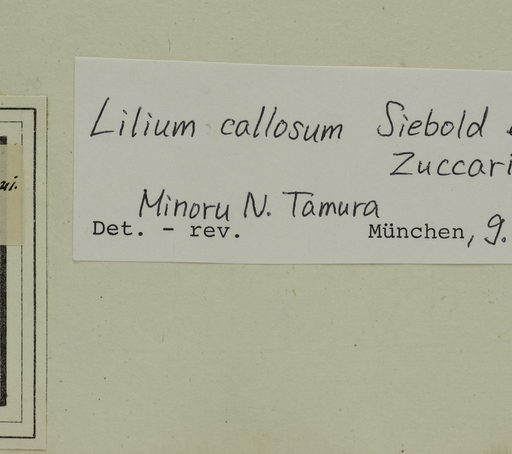 Lilium callosum Siebold
Zuccari
Minoru N. Tamura
Det. - rev. München, 9.